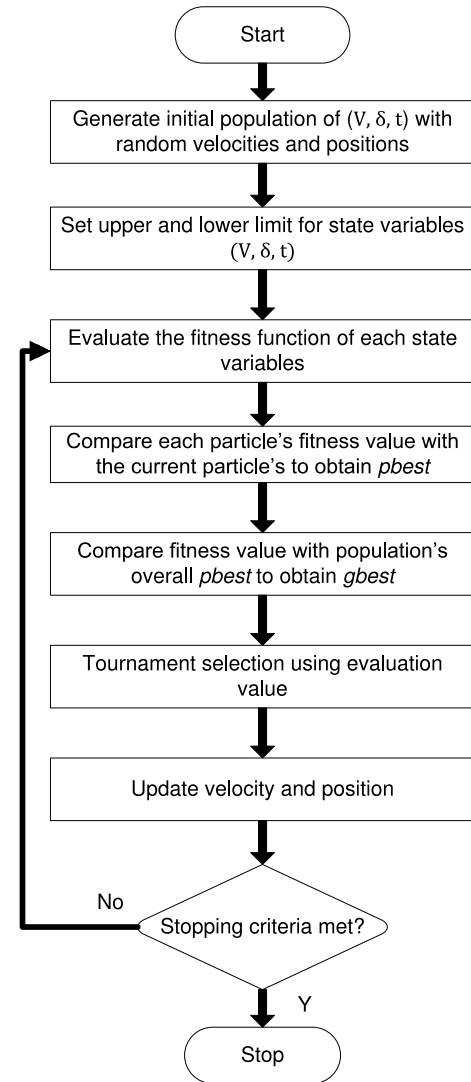 Start
Generate initial population of (V, δ, t) with
random velocities and positions
Set upper and lower limit for state variables
(V, δ, t)
Evaluate the fitness function of each state
variables
Compare each particle's fitness value with
the current particle's to obtain pbest
Compare fitness value with population's
overall pbest to obtain gbest
Tournament selection using evaluation
value
Update velocity and position
No
Stopping criteria met?
Y
Stop